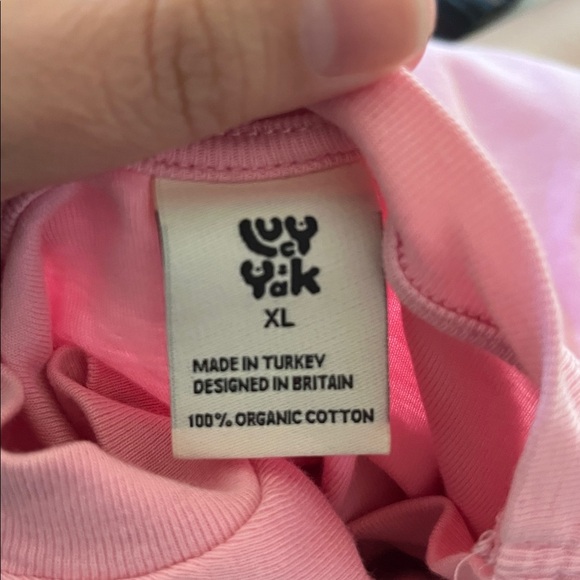 Lucy
& Yak
XL
MADE IN TURKEY
DESIGNED IN BRITAIN
100% ORGANIC COTTON